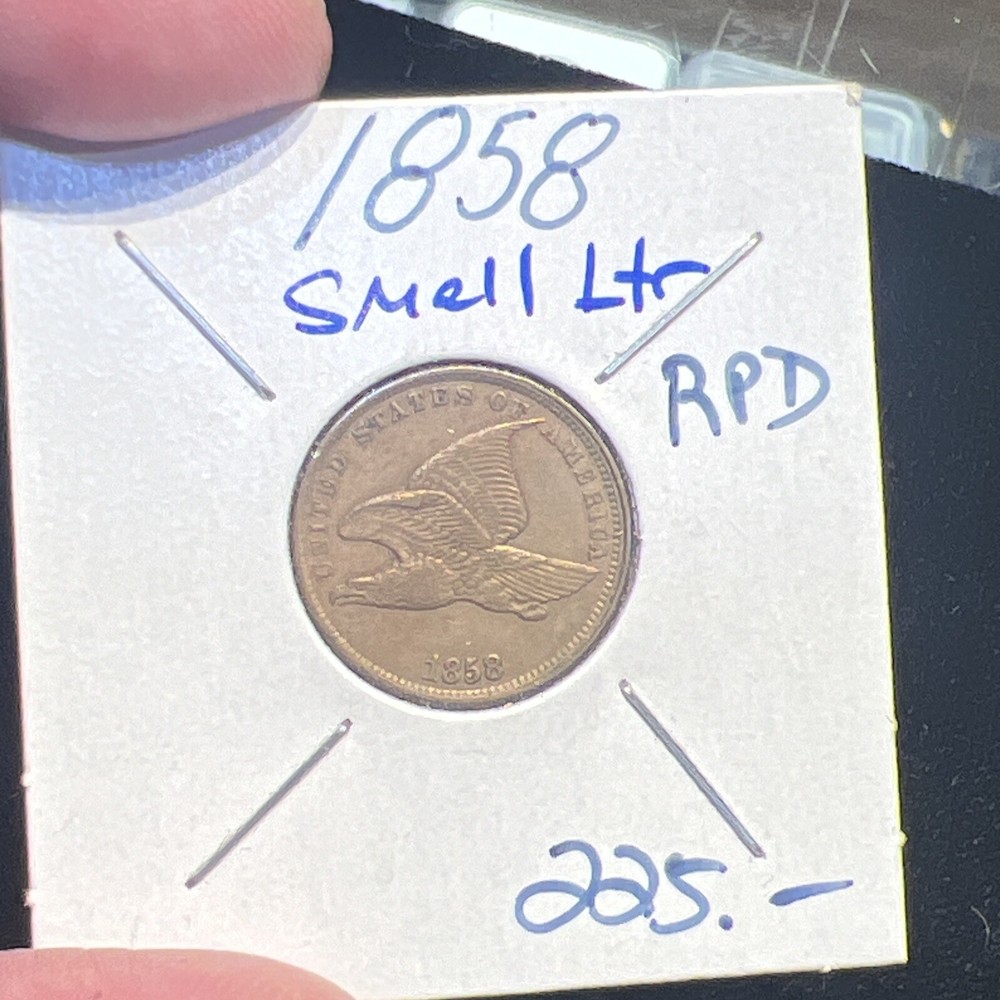 1858
Small Ltr
RPD
UNITED STATES OF AMERICA
1858
225.-